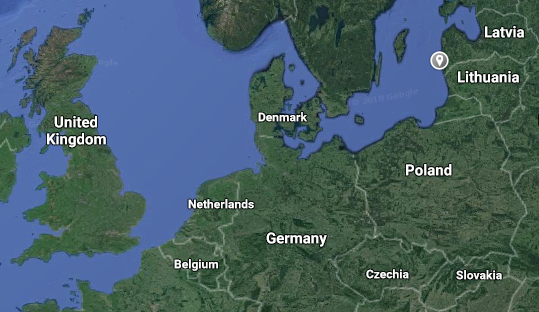 Latvia
Lithuania
United
Kingdom
Denmark
Poland
Netherlands
Germany
Belgium
Czechia
Slovakia